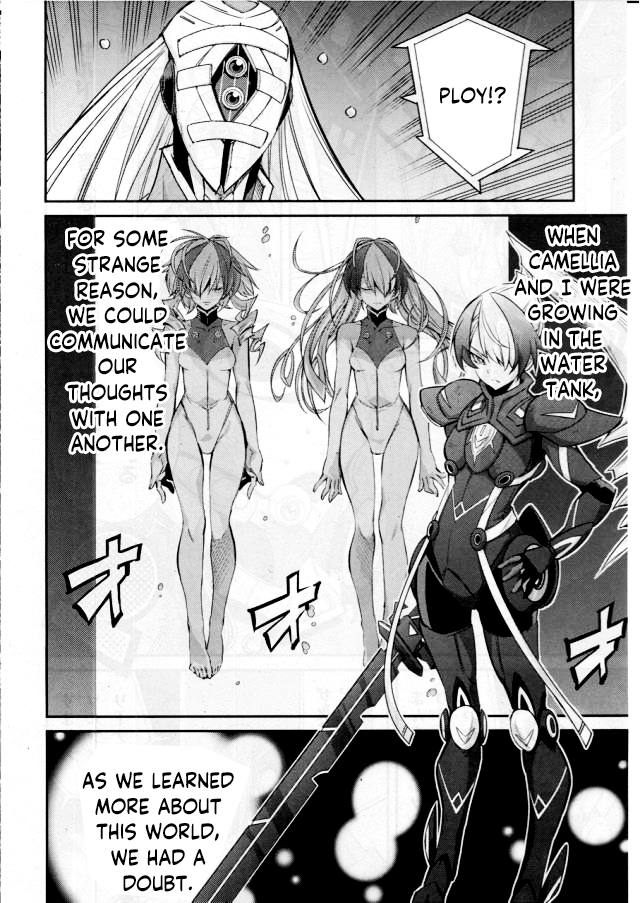 PLOY!?
WHEN
CAMELLIA
AND I WERE
GROWING
IN THE
WATER
TANK,
FOR SOME
STRANGE
REASON,
WE COULD
COMMUNICATE
OUR
THOUGHTS
WITH ONE
ANOTHER.
オ
オ
オ
AS WE LEARNED
MORE ABOUT
THIS WORLD,
WE HAD A
DOUBT.